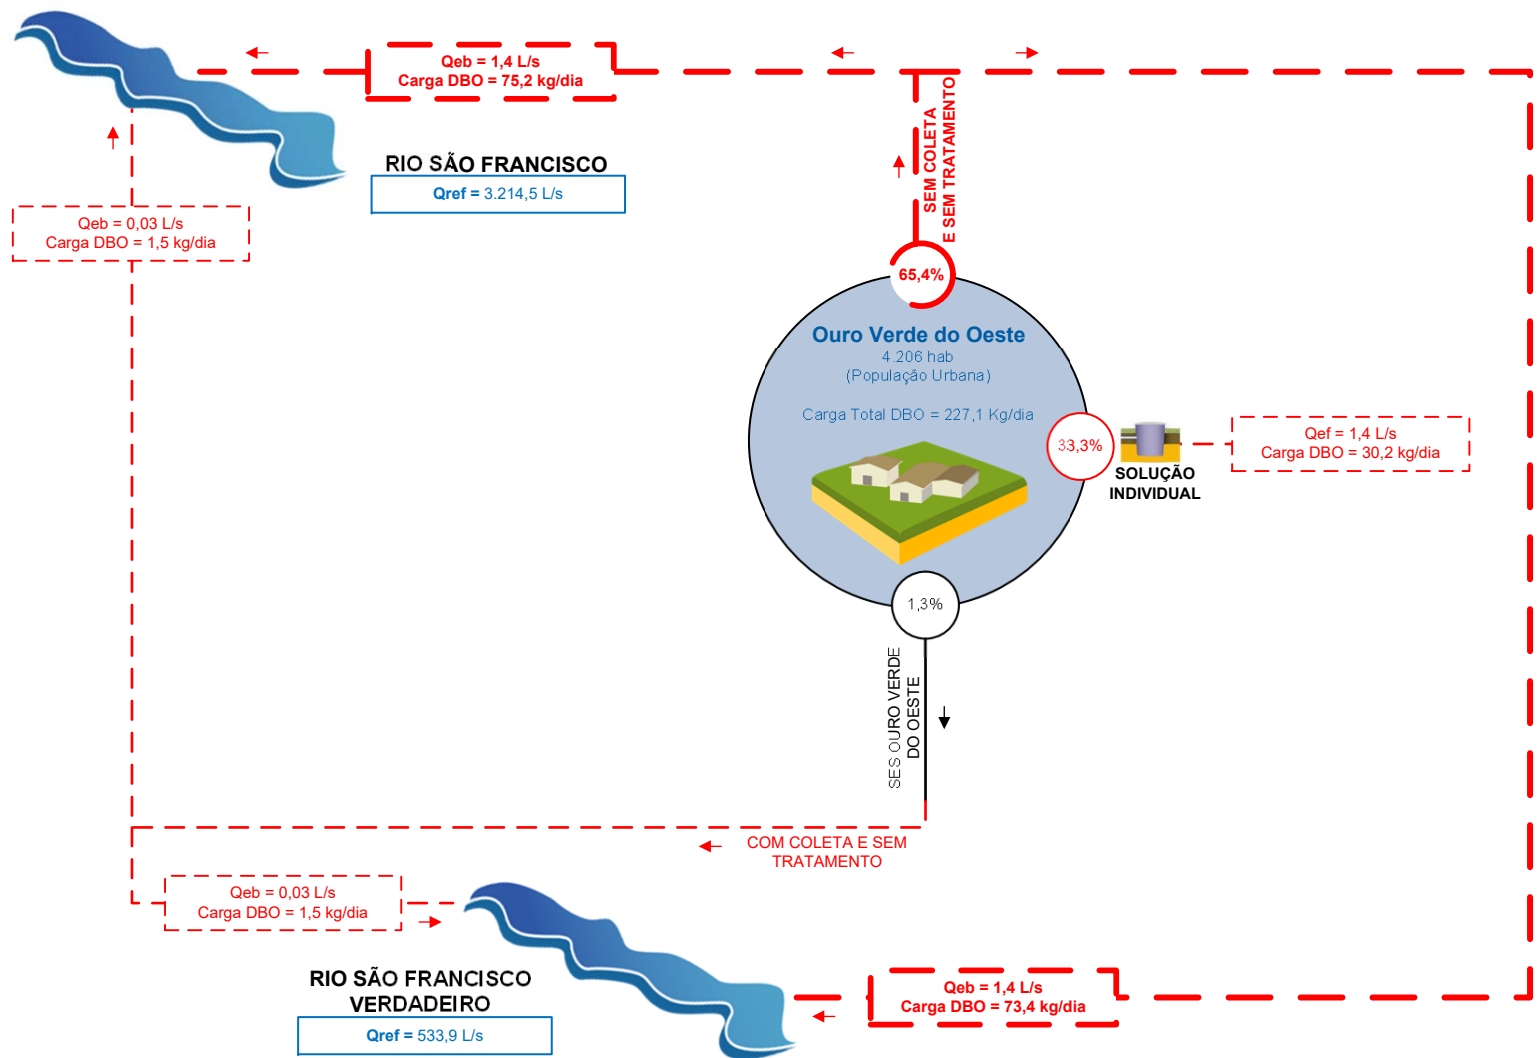 Qeb = 1,4 L/s
Carga DBO = 75,2 kg/dia
SEM COLETA
E SEM TRATAMENTO
RIO SÃO FRANCISCO
Qref = 3.214,5 L/s
Qeb = 0,03 L/s
Carga DBO = 1,5 kg/dia
65,4%
Ouro Verde do Oeste
4.206 hab
(População Urbana)
Carga Total DBO = 227,1 Kg/dia
33,3%
SOLUÇÃO
INDIVIDUAL
Qef = 1,4 L/s
Carga DBO = 30,2 kg/dia
1,3%
SES OURO VERDE
DO OESTE
COM COLETA E SEM
TRATAMENTO
Qeb = 0,03 L/s
Carga DBO = 1,5 kg/dia
RIO SÃO FRANCISCO
VERDADEIRO
Qref = 533,9 L/s
Qeb = 1,4 L/s
Carga DBO = 73,4 kg/dia